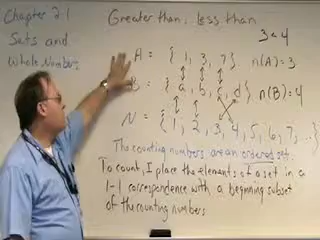 Chapter 2.1
Sets and
Whole Numbers
Greater than, less than
3 < 4
A = { 1, 3, 7 } n(A)=3
= { a, b, c, d } n(B)=4
N = { 1, 2, 3, 4, 5, 6, 7, ... }
The counting numbers are an ordered set.
To count, I place the elements of a set in a
1-1 correspondence with a beginning subset
of the counting numbers